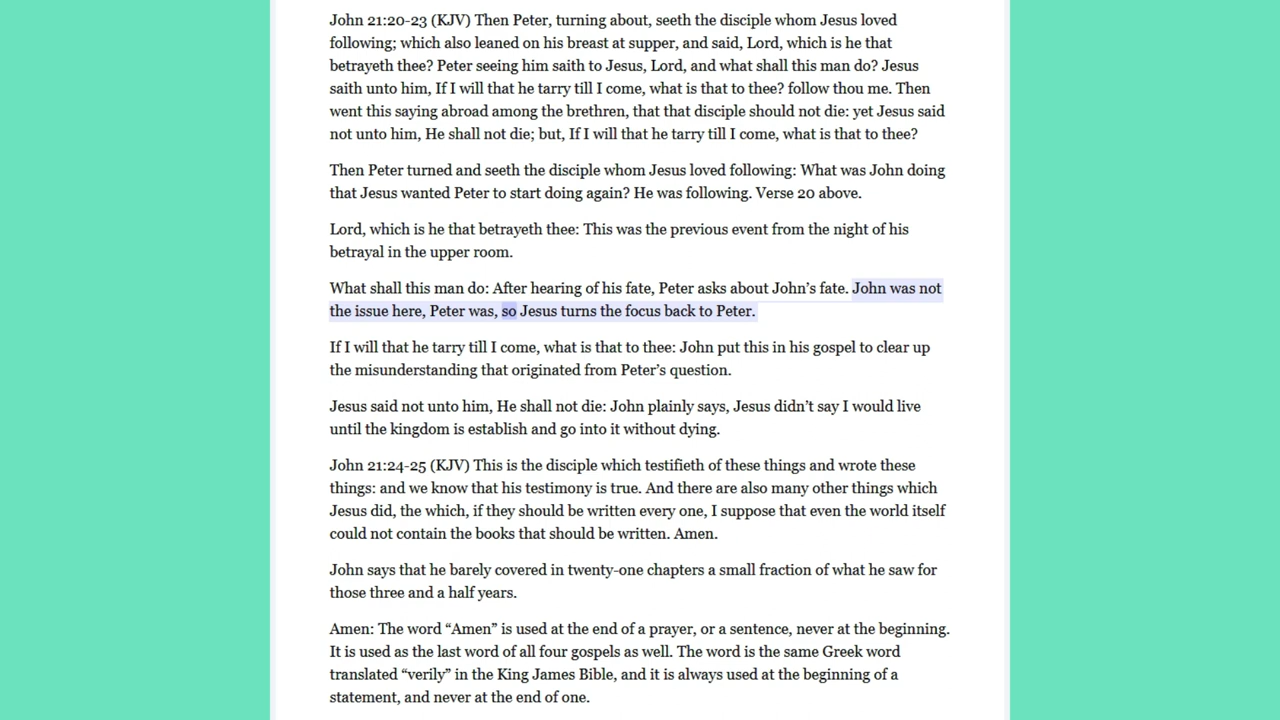 John 21:20-23 (KJV) Then Peter, turning about, seeth the disciple whom Jesus loved
following; which also leaned on his breast at supper, and said, Lord, which is he that
betrayeth thee? Peter seeing him saith to Jesus, Lord, and what shall this man do? Jesus
saith unto him, If I will that he tarry till I come, what is that to thee? follow thou me. Then
went this saying abroad among the brethren, that that disciple should not die: yet Jesus said
not unto him, He shall not die; but, If I will that he tarry till I come, what is that to thee?
Then Peter turned and seeth the disciple whom Jesus loved following: What was John doing
that Jesus wanted Peter to start doing again? He was following. Verse 20 above.
Lord, which is he that betrayeth thee: This was the previous event from the night of his
betrayal in the upper room.
What shall this man do: After hearing of his fate, Peter asks about John’s fate. John was not
the issue here, Peter was, so Jesus turns the focus back to Peter.
If I will that he tarry till I come, what is that to thee: John put this in his gospel to clear up
the misunderstanding that originated from Peter’s question.
Jesus said not unto him, He shall not die: John plainly says, Jesus didn’t say I would live
until the kingdom is establish and go into it without dying.
John 21:24-25 (KJV) This is the disciple which testifieth of these things and wrote these
things: and we know that his testimony is true. And there are also many other things which
Jesus did, the which, if they should be written every one, I suppose that even the world itself
could not contain the books that should be written. Amen.
John says that he barely covered in twenty-one chapters a small fraction of what he saw for
those three and a half years.
Amen: The word “Amen” is used at the end of a prayer, or a sentence, never at the beginning.
It is used as the last word of all four gospels as well. The word is the same Greek word
translated “verily” in the King James Bible, and it is always used at the beginning of a
statement, and never at the end of one.